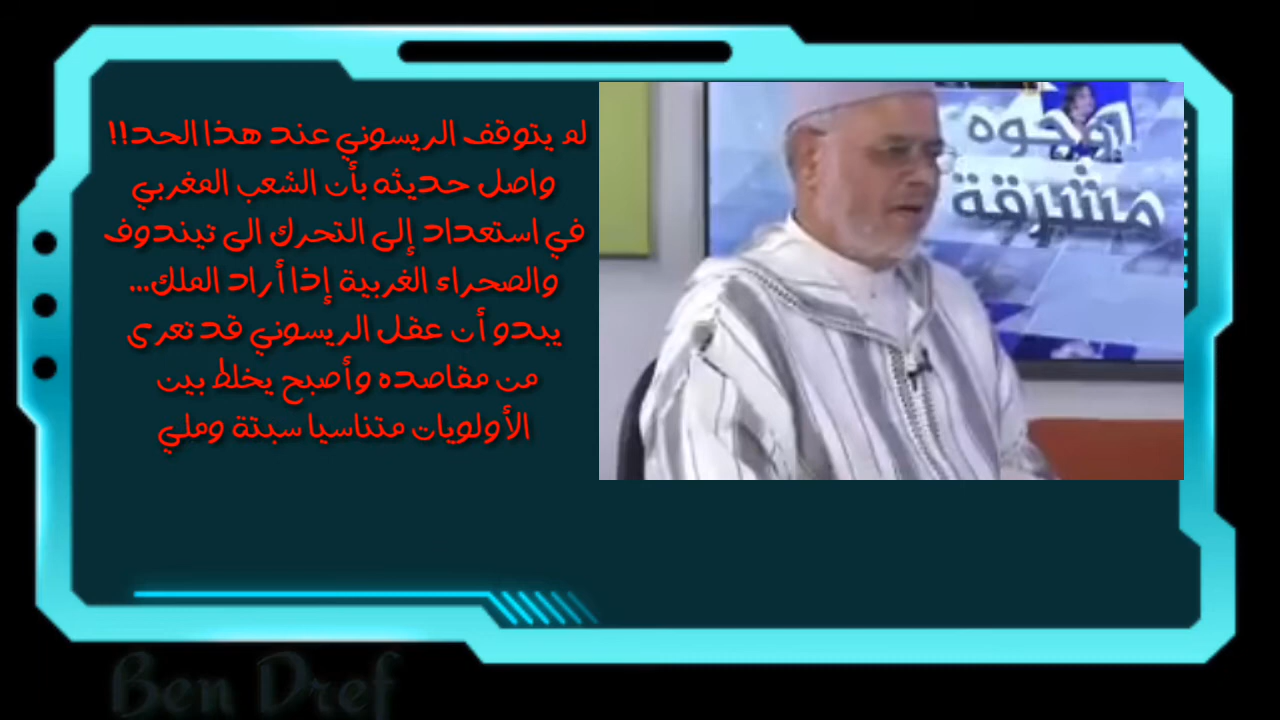 لم يتوقف الريسوني عند هذا الحد!!
واصل حديثه بأن الشعب المغربي
في استعداد إلى التحرك الى تيندوف
والصحراء الغربية إذا أراد الملك...
يبدو أن عقل الريسوني قد تعرى
من مقاصده وأصبح يخلط بين
الأولويات متناسيا سبتة وملي
وجوه
مشرقة
Ben Dref